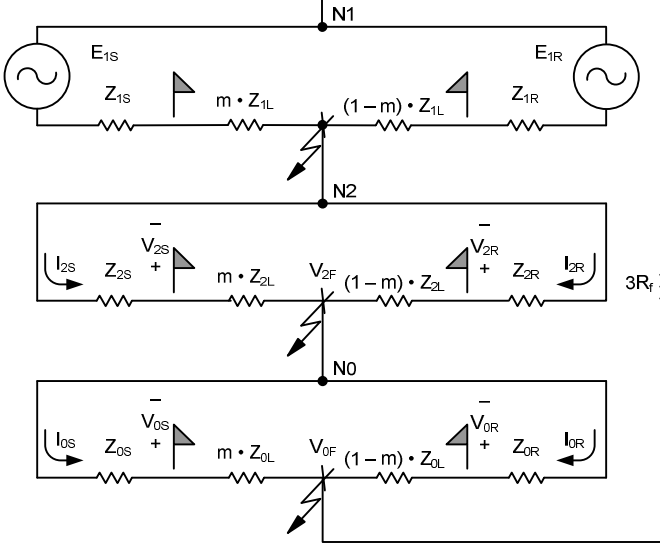 N1
E1S
E1R
Z1S
m • Z1L
(1 – m) • Z1L
Z1R
N2
I2S
Z2S
–
V2S
+
m • Z2L
V2F
(1 – m) • Z2L
–
V2R
+
Z2R
I2R
3Rf
N0
I0S
Z0S
–
V0S
+
m • Z0L
V0F
(1 – m) • Z0L
–
V0R
+
Z0R
I0R